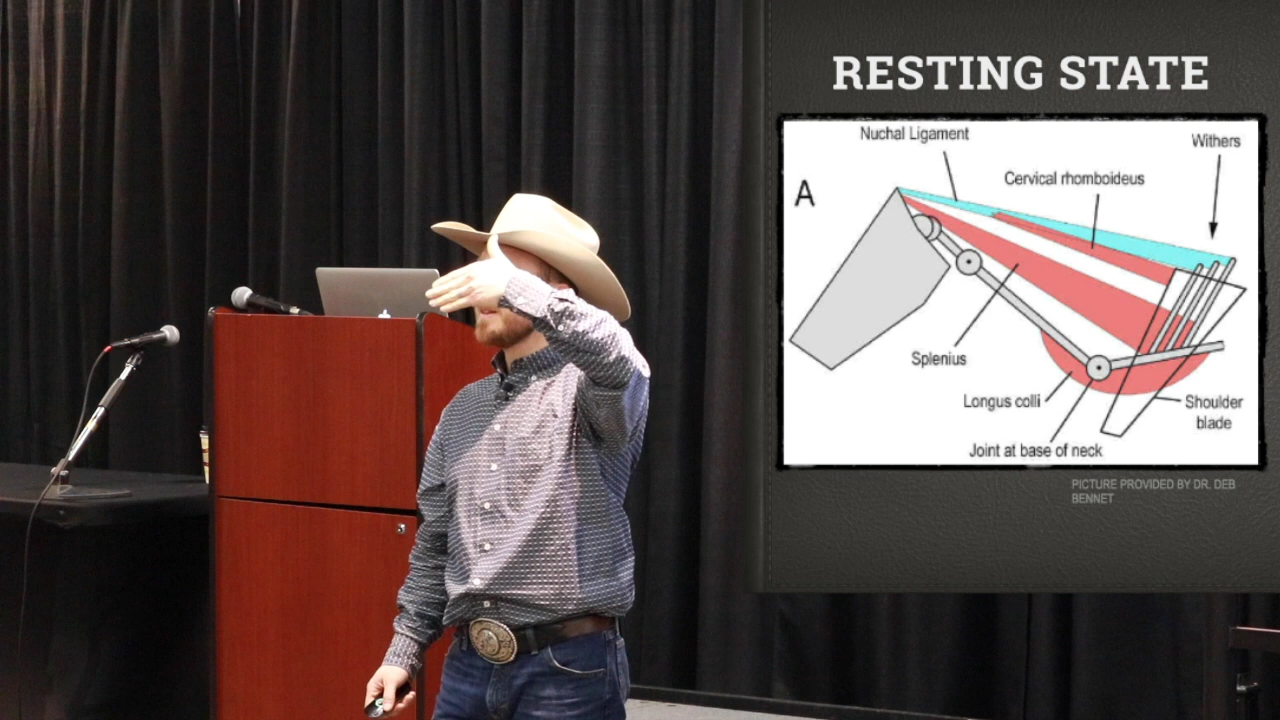 RESTING STATE
Nuchal Ligament
Withers
Cervical rhomboideus
A
Splenius
Longus colli
Shoulder
blade
Joint at base of neck
PICTURE PROVIDED BY DR. DEB
BENNET